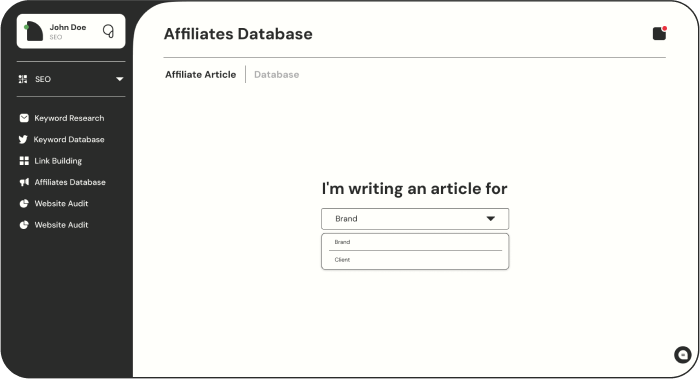 John Doe
SEO
SEO
Keyword Research
Keyword Database
Link Building
Affiliates Database
Website Audit
Website Audit
Affiliates Database
Affiliate Article
Database
I'm writing an article for
Brand
Brand
Client